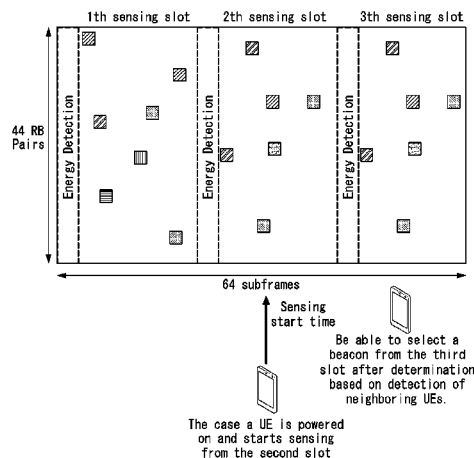 1th sensing slot
2th sensing slot
3th sensing slot
44 RB
Pairs
Energy Detection
Energy Detection
Energy Detection
64 subframes
Sensing
start time
Be able to select a
beacon from the third
slot after determination
based on detection of
neighboring UEs.
The case a UE is powered
on and starts sensing
from the second slot